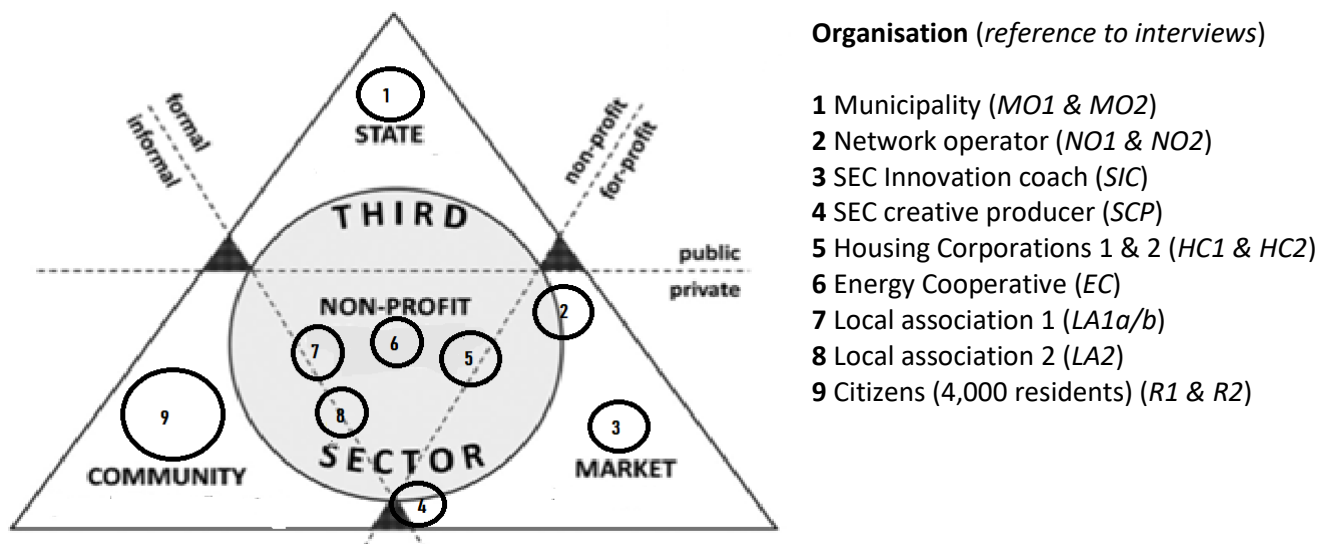 1
STATE
formal
informal
non-profit
for-profit
THIRD
public
private
NON-PROFIT
2
7
6
5
8
9
3
SECTOR
COMMUNITY
MARKET
4
Organisation (reference to interviews)
1 Municipality (MO1 & MO2)
2 Network operator (NO1 & NO2)
3 SEC Innovation coach (SIC)
4 SEC creative producer (SCP)
5 Housing Corporations 1 & 2 (HC1 & HC2)
6 Energy Cooperative (EC)
7 Local association 1 (LA1a/b)
8 Local association 2 (LA2)
9 Citizens (4,000 residents) (R1 & R2)